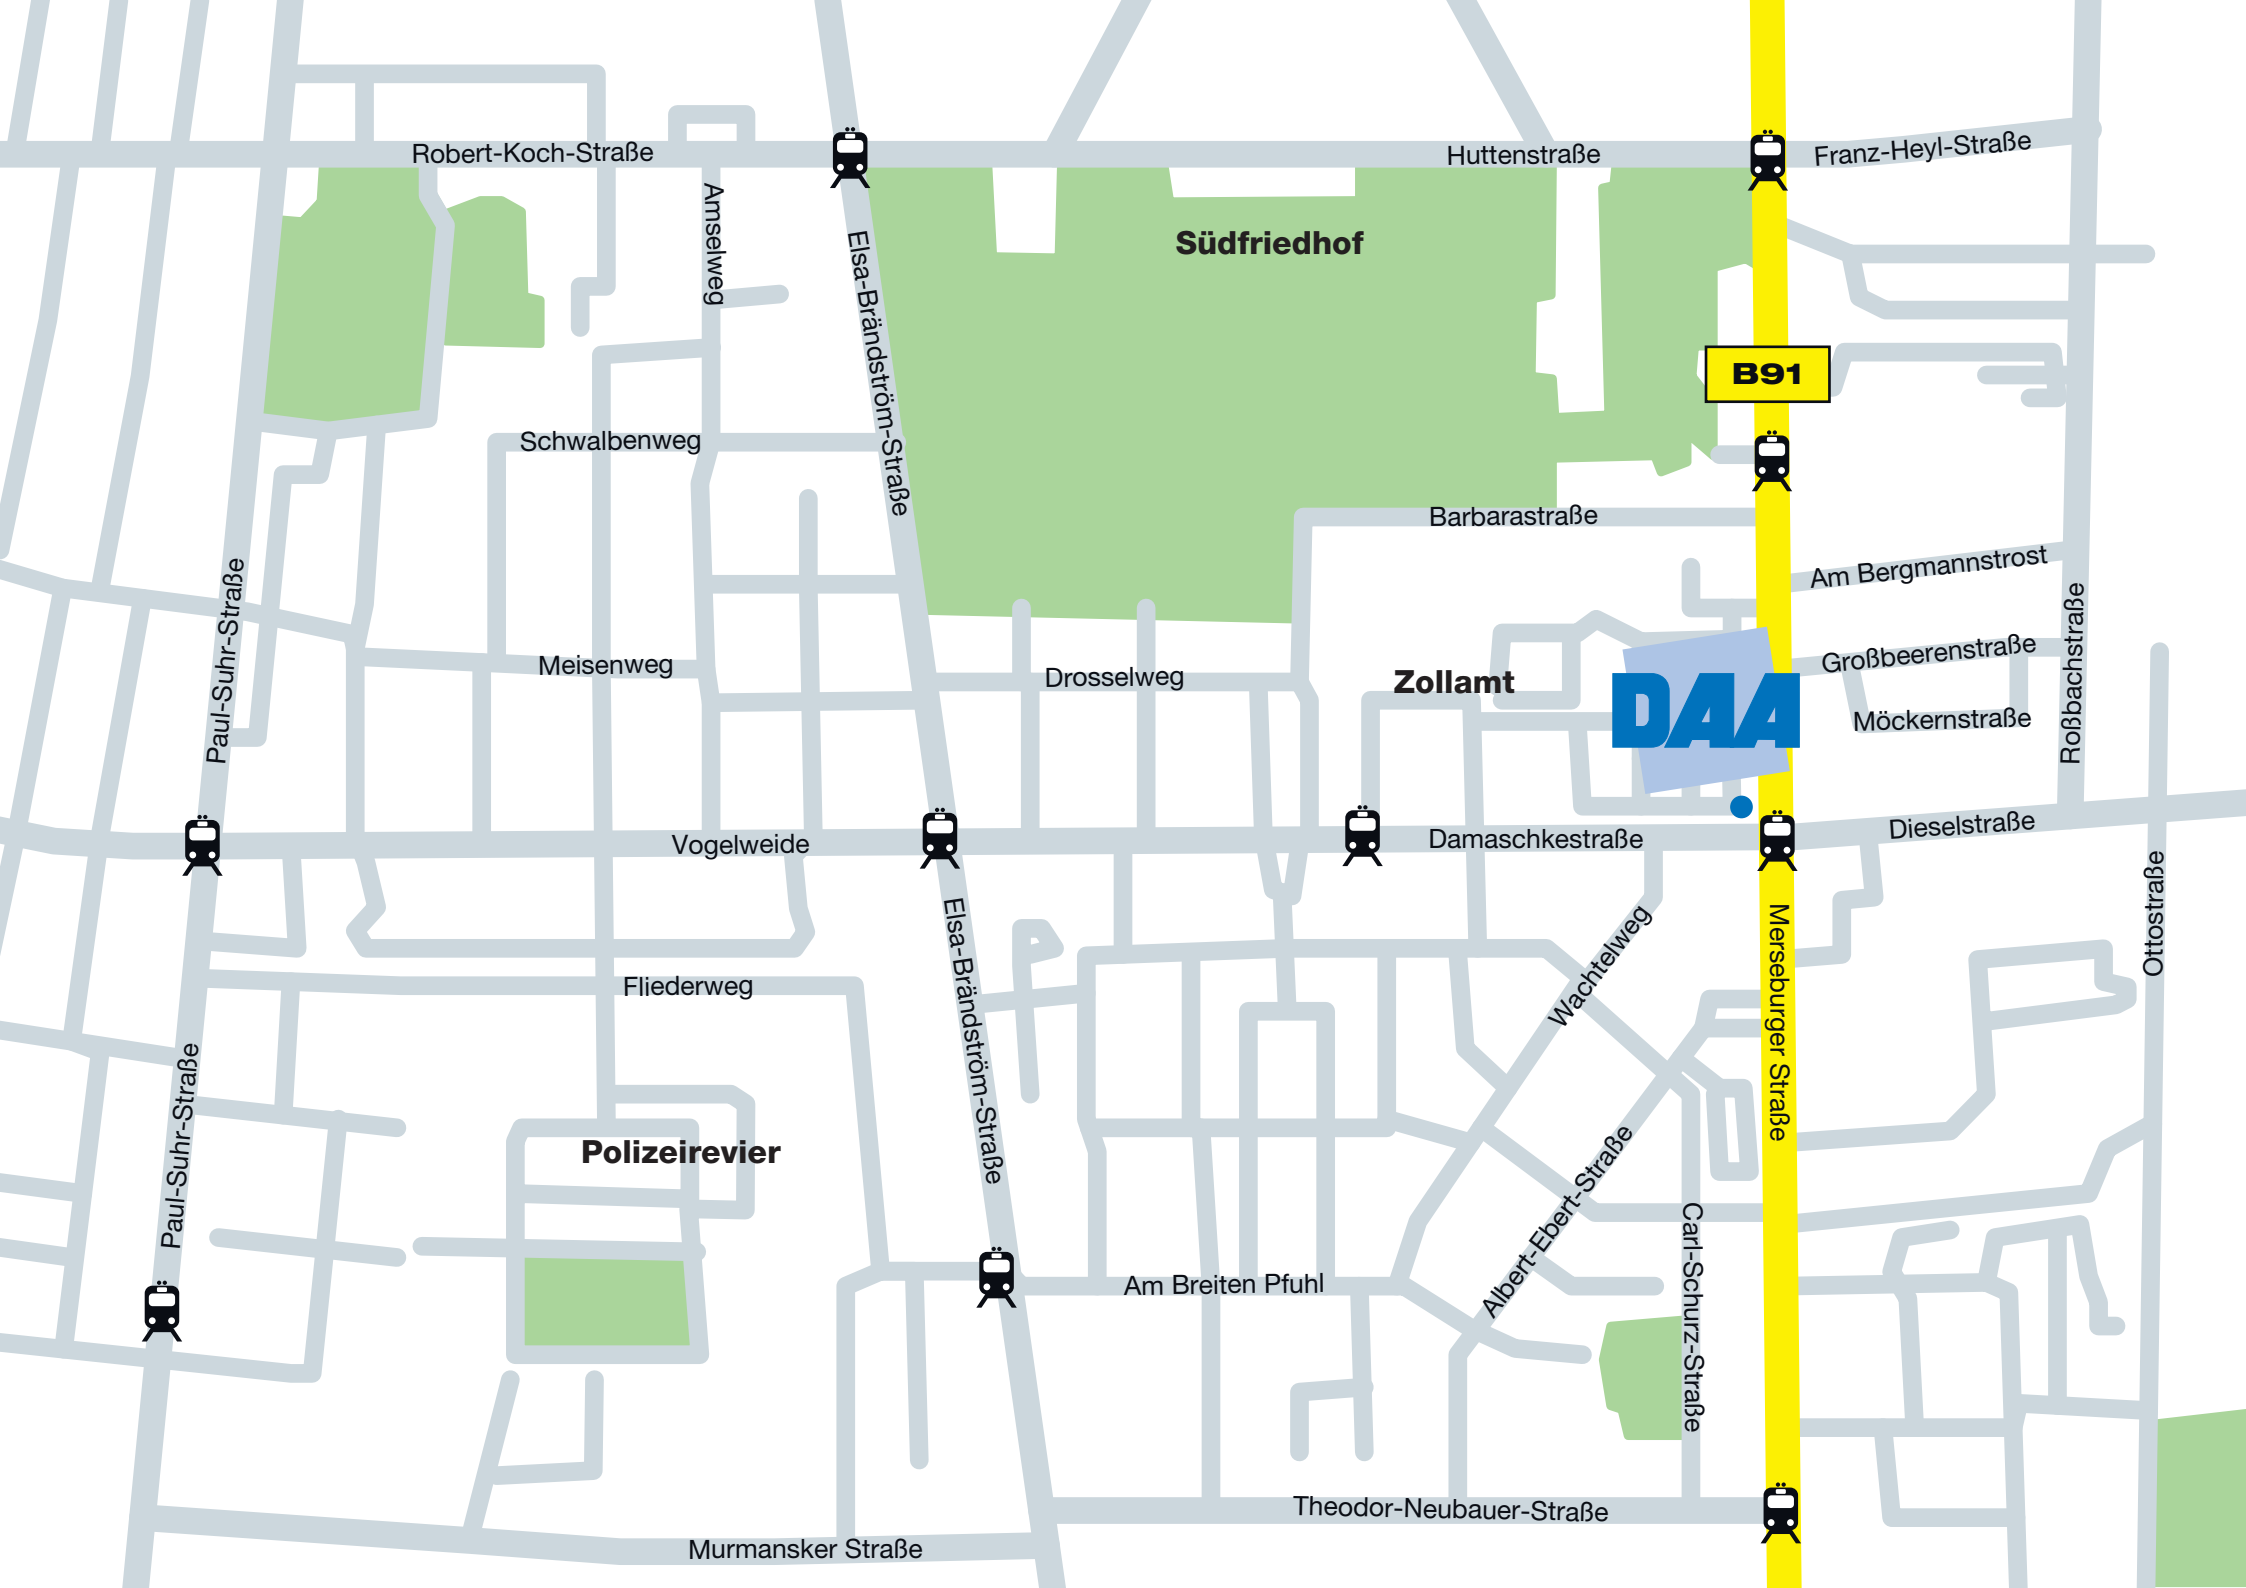 Robert-Koch-Straße
Huttenstraße
Franz-Heyl-Straße
Amselweg
Elsa-Brändström-Straße
Südfriedhof
B91
Schwalbenweg
Barbarastraße
Am Bergmannstrost
Paul-Suhr-Straße
Meisenweg
Drosselweg
Zollamt
Großbeerenstraße
Roßbachstraße
DAA
Möckernstraße
Vogelweide
Damaschkestraße
Dieselstraße
Ottostraße
Elsa-Brändström-Straße
Wachtelweg
Merseburger Straße
Fliederweg
Paul-Suhr-Straße
Polizeirevier
Albert-Ebert-Straße
Carl-Schurz-Straße
Am Breiten Pfuhl
Theodor-Neubauer-Straße
Murmansker Straße